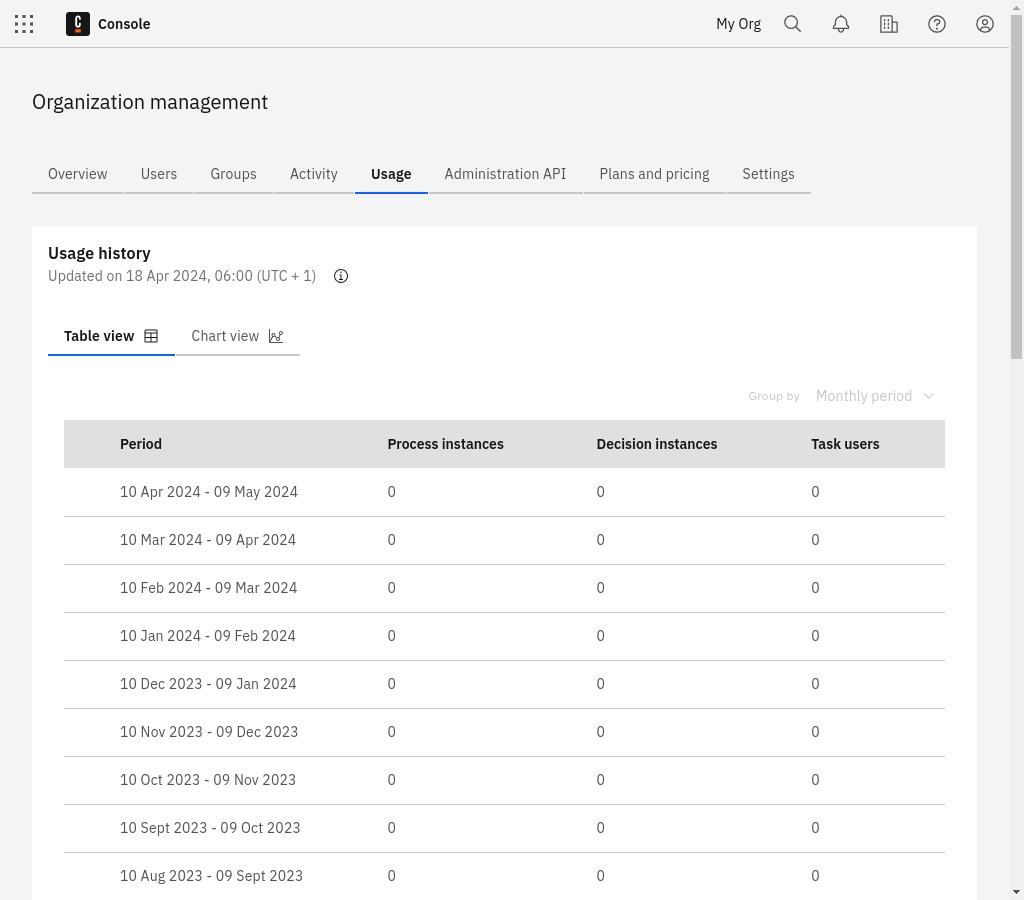 Console
My Org
Organization management
Overview Users Groups Activity Usage Administration API Plans and pricing Settings
Usage history
Updated on 18 Apr 2024, 06:00 (UTC + 1)
Table view Chart view
Group by Monthly period
Period Process instances Decision instances Task users
10 Apr 2024 - 09 May 2024 0 0 0
10 Mar 2024 - 09 Apr 2024 0 0 0
10 Feb 2024 - 09 Mar 2024 0 0 0
10 Jan 2024 - 09 Feb 2024 0 0 0
10 Dec 2023 - 09 Jan 2024 0 0 0
10 Nov 2023 - 09 Dec 2023 0 0 0
10 Oct 2023 - 09 Nov 2023 0 0 0
10 Sept 2023 - 09 Oct 2023 0 0 0
10 Aug 2023 - 09 Sept 2023 0 0 0